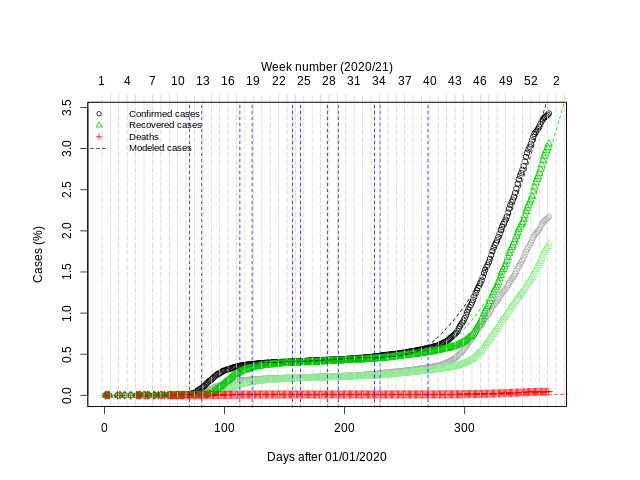 Week number (2020/21)
1 4 7 10 13 16 19 22 25 28 31 34 37 40 43 46 49 52 2
Confirmed cases
Recovered cases
Deaths
Modeled cases
Cases (%)
3.5
3.0
2.5
2.0
1.5
1.0
0.5
0.0
0 100 200 300
Days after 01/01/2020